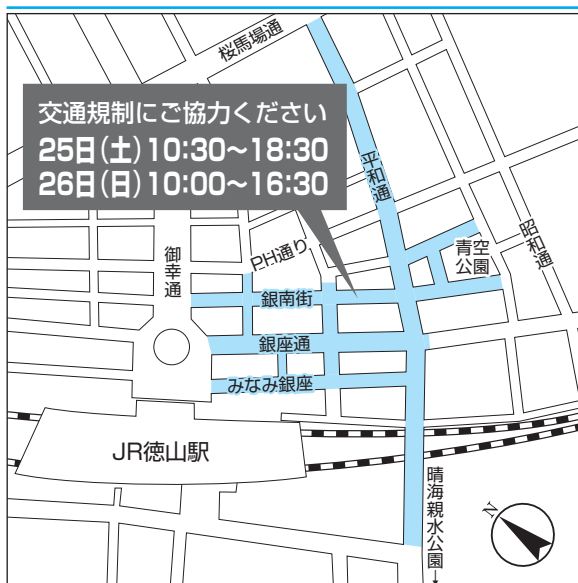 桜馬場通
交通規制にご協力ください
25日(土)10:30〜18:30
26日(日)10:00〜16:30
平和通
昭和通
青空
公園
PH通り
御幸通
銀南街
銀座通
みなみ銀座
JR徳山駅
晴海親水公園→
N